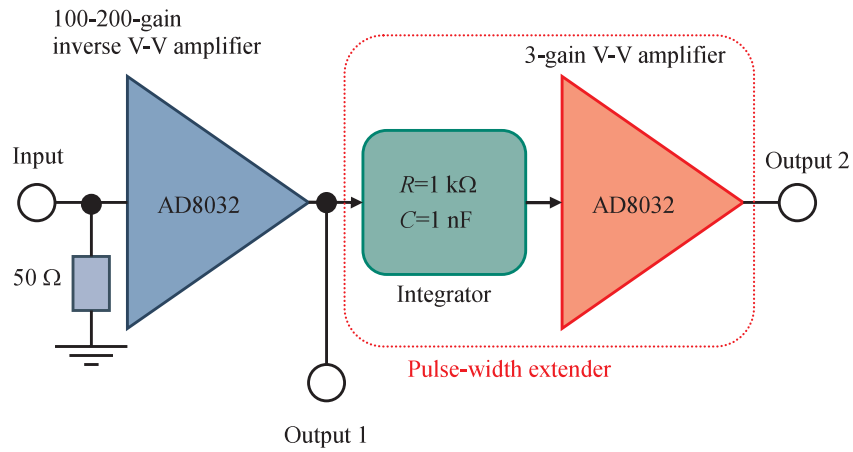 100-200-gain
inverse V-V amplifier
3-gain V-V amplifier
Input
AD8032
R=1 kΩ
C=1 nF
AD8032
Output 2
50 Ω
Integrator
Pulse-width extender
Output 1